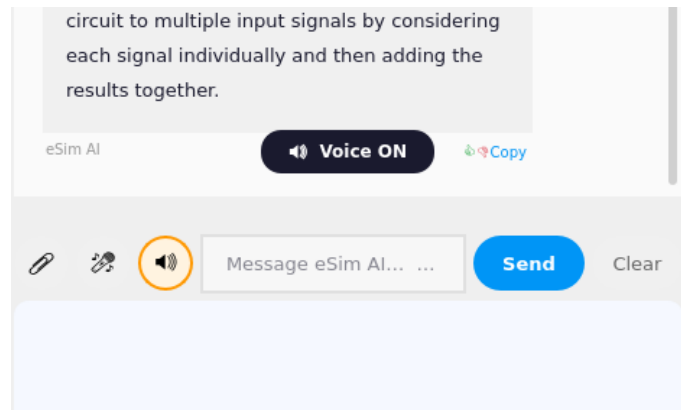 circuit to multiple input signals by considering
each signal individually and then adding the
results together.
eSim AI
Voice ON
Copy
Message eSim AI... ...
Send
Clear